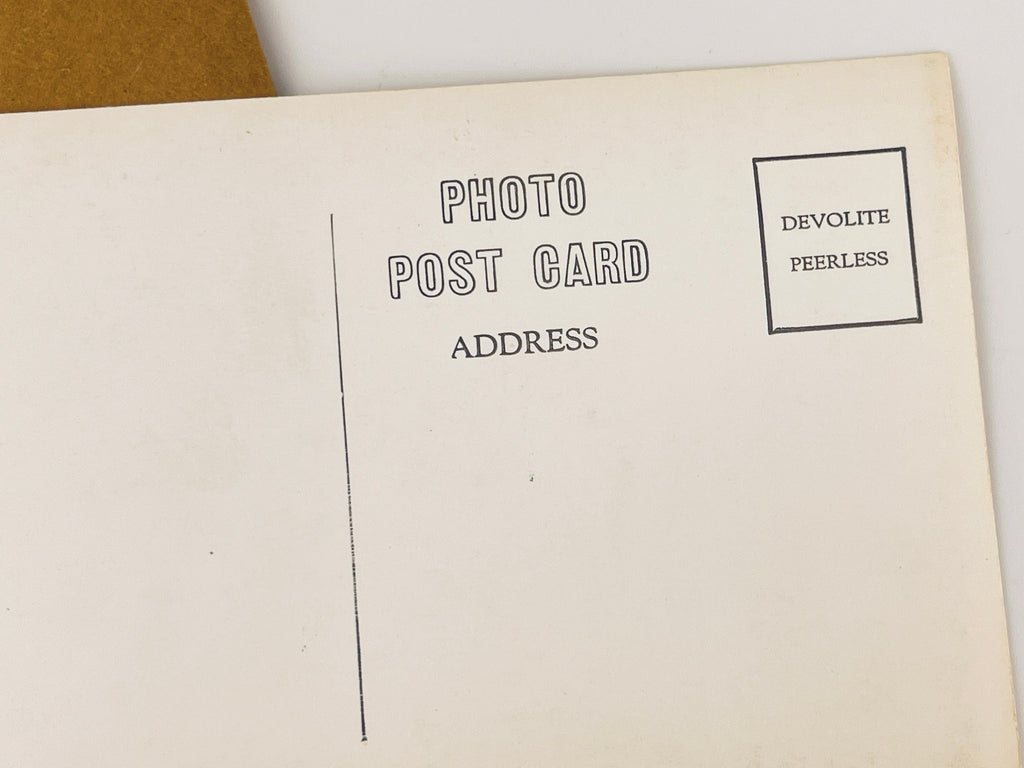 PHOTO
POST CARD
ADDRESS
DEVOLITE
PEERLESS